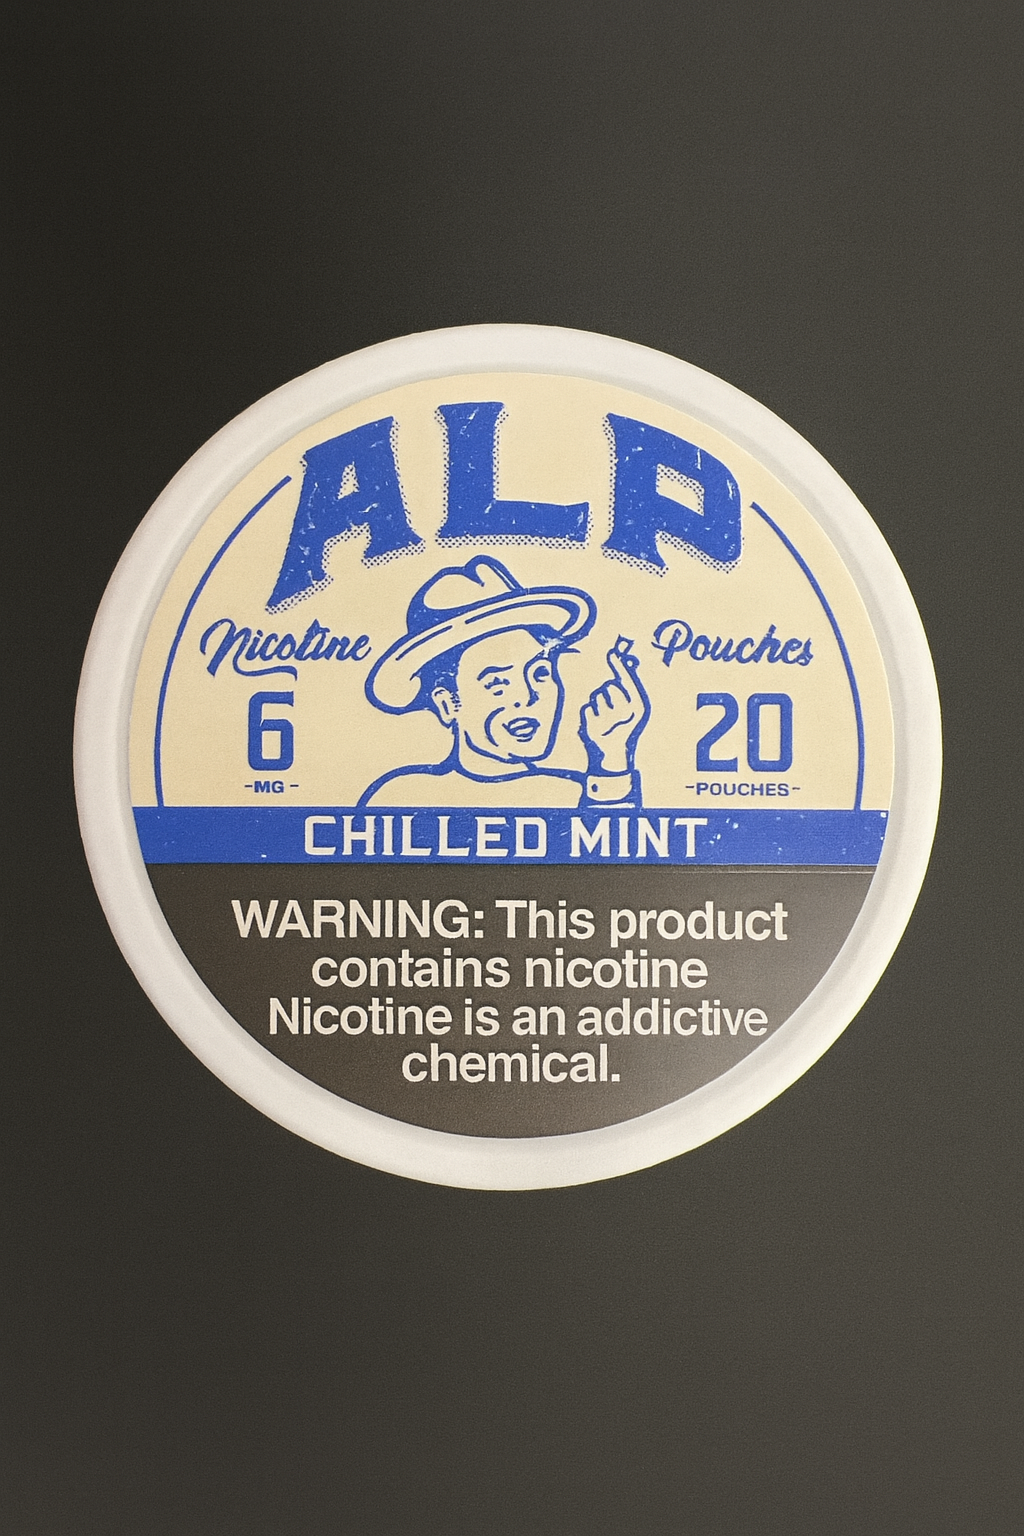 ALP
Nicotine Pouches
6 20
-MG- -POUCHES-
CHILLED MINT
WARNING: This product
contains nicotine
Nicotine is an addictive
chemical.